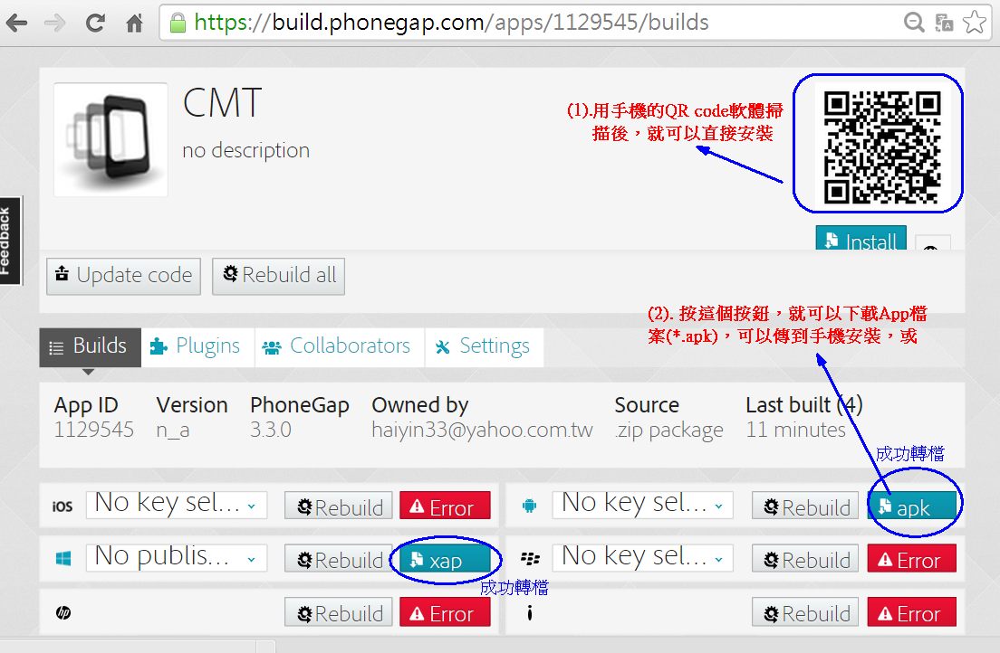 https://build.phonegap.com/apps/1129545/builds
CMT
no description
(1).用手機的QR code軟體掃
描後，就可以直接安裝
Install
Feedback
Update code
Rebuild all
(2). 按這個按鈕，就可以下載App檔
案(*.apk)，可以傳到手機安裝，或
Builds Plugins Collaborators Settings
App ID Version PhoneGap Owned by Source Last built (4)
1129545 n_a 3.3.0 haiyin33@yahoo.com.tw .zip package 11 minutes
成功轉檔
iOS No key sel... Rebuild Error No key sel... Rebuild apk
No publis... Rebuild xap No key sel... Rebuild Error
成功轉檔
hp Rebuild Error Rebuild Error